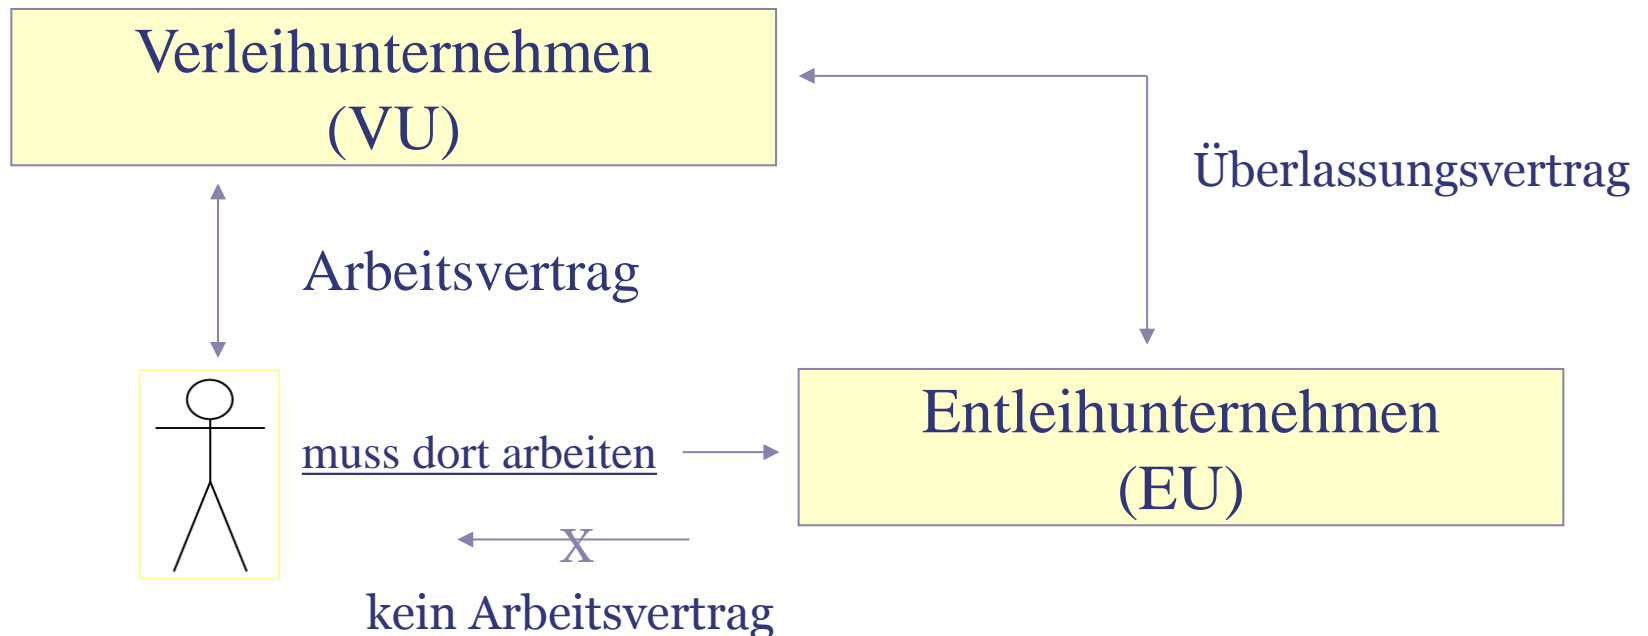 Verleihunternehmen
(VU)
Überlassungsvertrag
Arbeitsvertrag
Entleihunternehmen
(EU)
muss dort arbeiten
X
kein Arbeitsvertrag